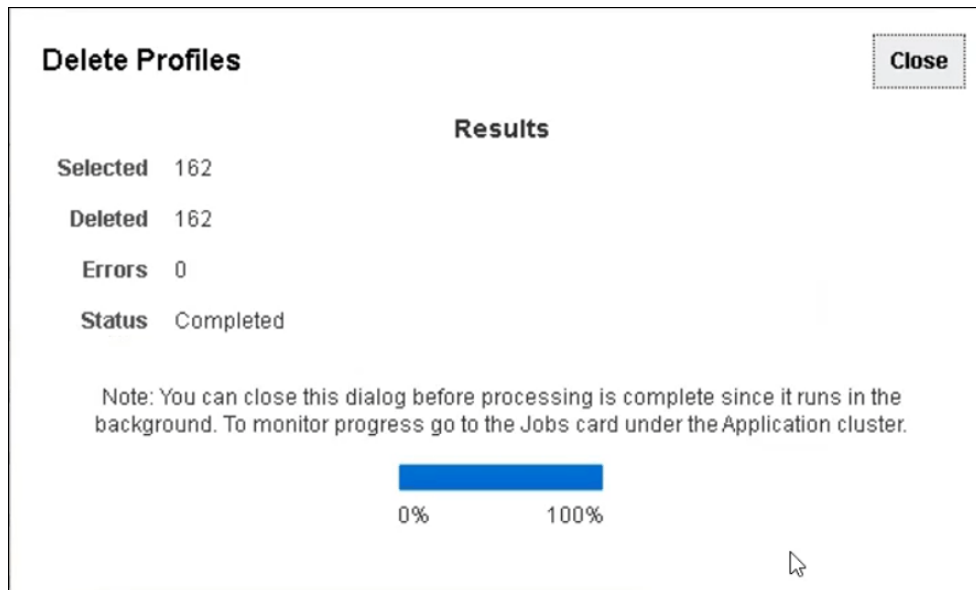 Delete Profiles
Close
Results
Selected 162
Deleted 162
Errors 0
Status Completed
Note: You can close this dialog before processing is complete since it runs in the
background. To monitor progress go to the Jobs card under the Application cluster.
0% 100%